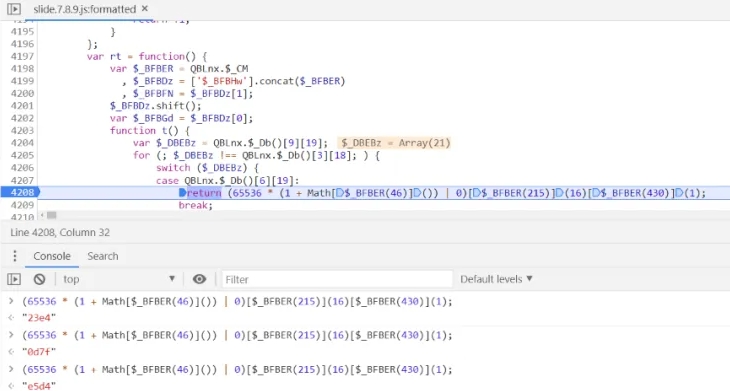 slide.7.8.9.js:formatted ×
4195 }
4196 };
4197 var rt = function() {
4198 var $_BFBER = QBLnx.$_CM
4199 , $_BFBDz = ['$_BFBHw'].concat($_BFBER)
4200 , $_BFBFN = $_BFBDz[1];
4201 $_BFBDz.shift();
4202 var $_BFBGd = $_BFBDz[0];
4203 function t() {
4204 var $_DBEBz = QBLnx.$_Db()[9][19]; $_DBEBz = Array(21)
4205 for (; $_DBEBz !== QBLnx.$_Db()[3][18]; ) {
4206 switch ($_DBEBz) {
4207 case QBLnx.$_Db()[6][19]:
4208 return (65536 * (1 + Math[$_BFBER(46)]()) | 0)[$_BFBER(215)](16)[$_BFBER(430)](1);
4209 break;
4210
Line 4208, Column 32
Console Search
top Filter Default levels ▼
> (65536 * (1 + Math[$_BFBER(46)]()) | 0)[$_BFBER(215)](16)[$_BFBER(430)](1);
< "23e4"
> (65536 * (1 + Math[$_BFBER(46)]()) | 0)[$_BFBER(215)](16)[$_BFBER(430)](1);
< "0d7f"
> (65536 * (1 + Math[$_BFBER(46)]()) | 0)[$_BFBER(215)](16)[$_BFBER(430)](1);
< "e5d4"